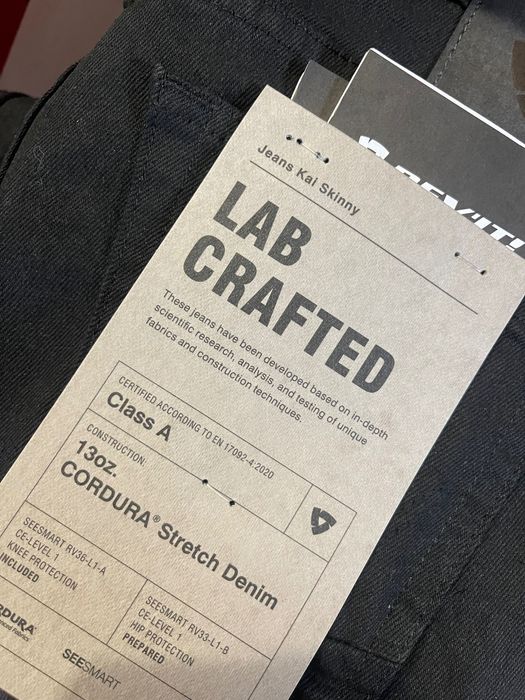 REV'IT!
Jeans Kai Skinny
LAB
CRAFTED
These jeans have been developed based on in-depth
scientific research, analysis, and testing of unique
fabrics and construction techniques.
CERTIFIED ACCORDING TO EN 17092-4:2020
Class A
CONSTRUCTION:
13oz.
CORDURA® Stretch Denim
SEESMART RV36-L1-A
CE-LEVEL 1
KNEE PROTECTION
INCLUDED
SEESMART RV33-L1-B
CE-LEVEL 1
HIP PROTECTION
PREPARED
SEESMART